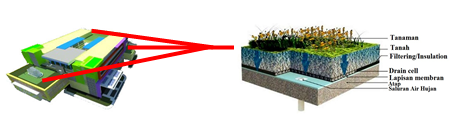 Tanaman
Tanah
Filtering/Insulation
Drain cell
Lapisan membran
Atap
Saluran Air Hujan